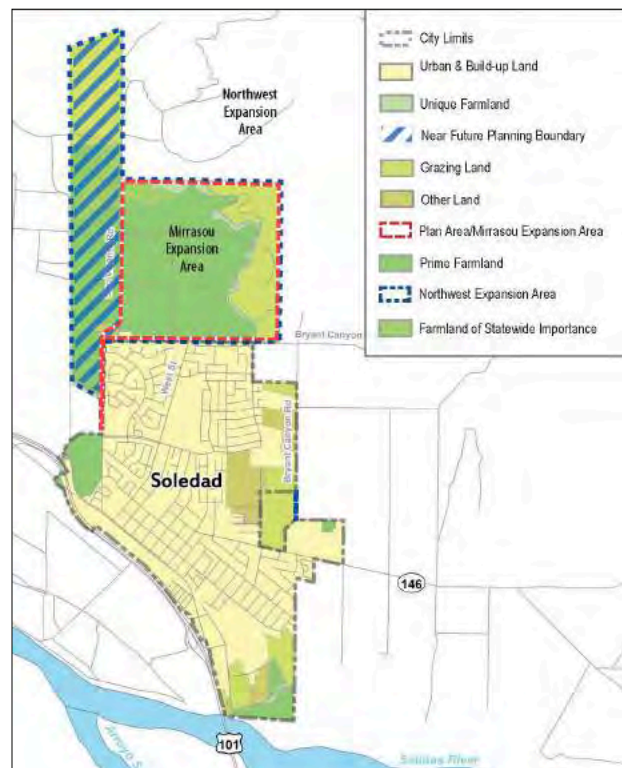 Northwest
Expansion
Area
City Limits
Urban & Build-up Land
Unique Farmland
Near Future Planning Boundary
Grazing Land
Other Land
Plan Area/Mirrasou Expansion Area
Prime Farmland
Northwest Expansion Area
Farmland of Statewide Importance
Mirrasou
Expansion
Area
Bryant Canyon
West St
Bryant Canyon Rd
Soledad
146
101
Arroyo S
Salinas River